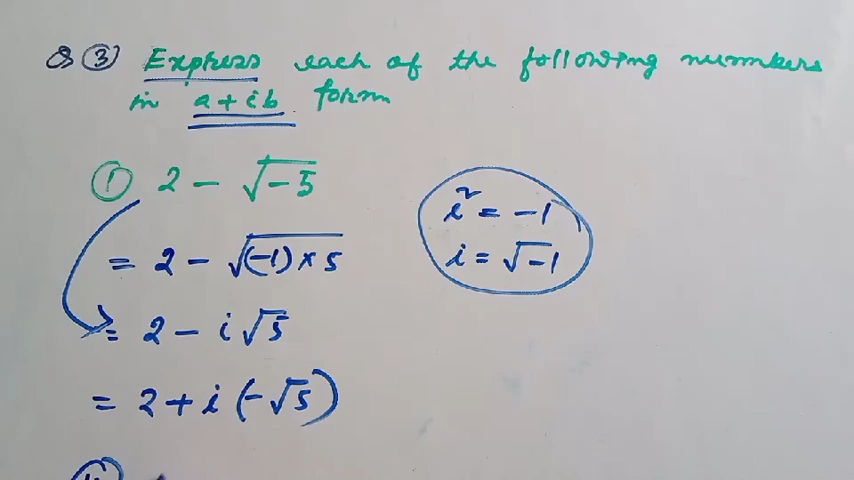 Q ③ Express each of the following numbers
in a+ib form
① 2 - √-5
= 2 - √(-1)×5
= 2 - i√5
= 2 + i(-√5)
i² = -1
i = √-1